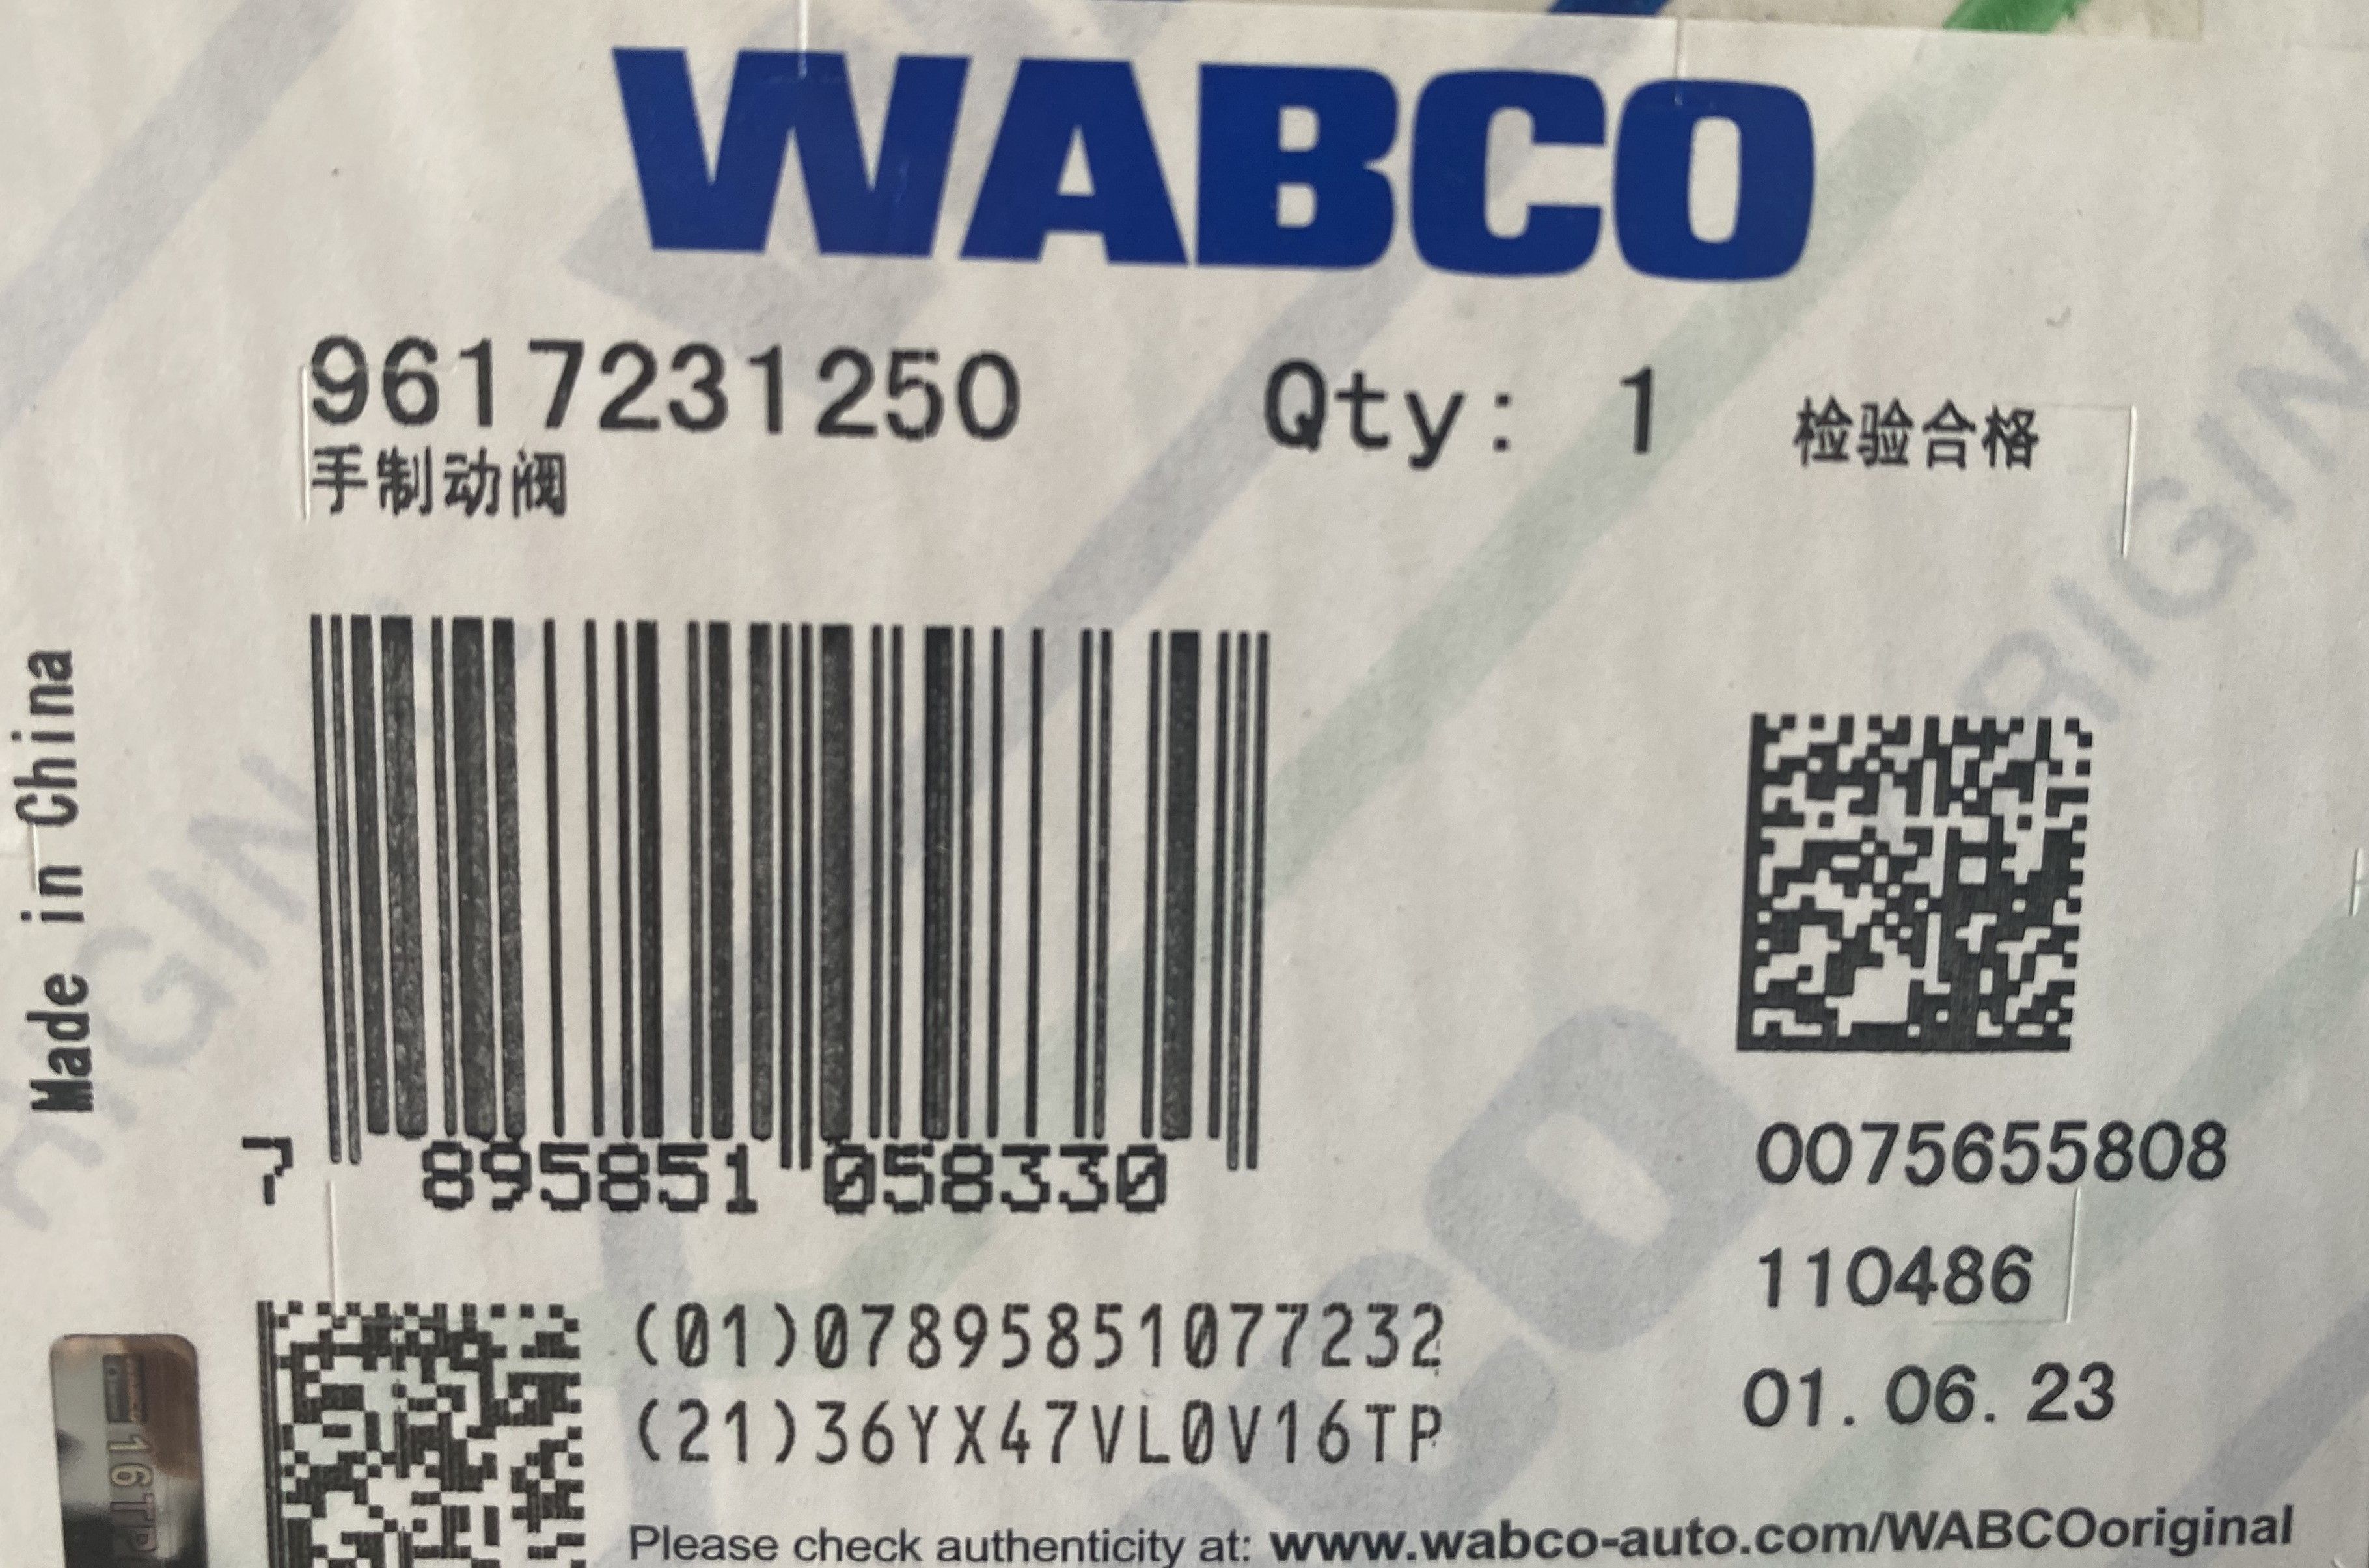 WABCO
9617231250 Qty: 1 检验合格
手制动阀
Made in China
7 895851 058330
0075655808
110486
01.06.23
(01)07895851077232
(21)36YX47VL0V16TP
16TP
Please check authenticity at: www.wabco-auto.com/WABCOoriginal